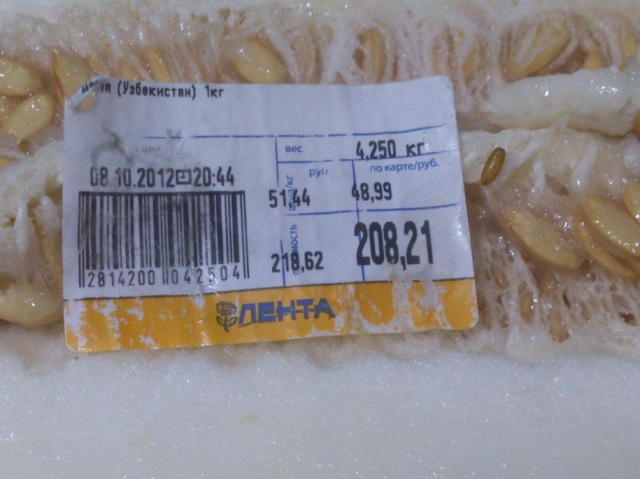 (Узбекистан) 1кг
вес 4,250 кг
08.10.2012 20:44
руб по карте/руб.
51,44 48,99
218,62 208,21
2814200 042504
ЛЕНТА